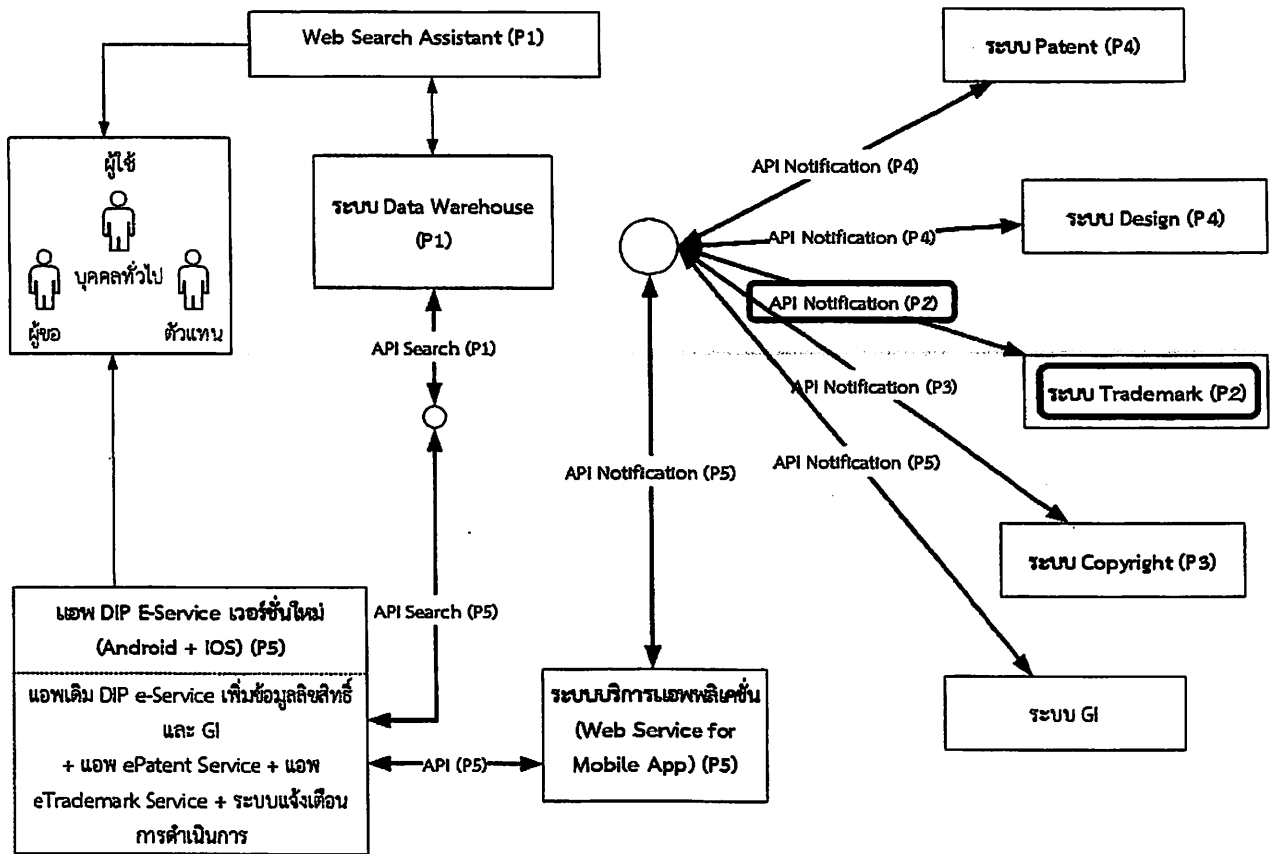 Web Search Assistant (P1)
ระบบ Patent (P4)
ผู้ใช้
บุคคลทั่วไป
ผู้ขอ
ตัวแทน
ระบบ Data Warehouse
(P1)
API Notification (P4)
ระบบ Design (P4)
API Notification (P4)
API Notification (P2)
ระบบ Trademark (P2)
API Search (P1)
API Notification (P3)
API Notification (P5)
API Notification (P5)
ระบบ Copyright (P3)
API Search (P5)
แอพ DIP E-Service เวอร์ชั่นใหม่
(Android + iOS) (P5)
แอพเดิม DIP e-Service เพิ่มข้อมูลลิขสิทธิ์
และ GI
+ แอพ ePatent Service + แอพ
eTrademark Service + ระบบแจ้งเตือน
การดำเนินการ
API (P5)
ระบบบริการแอพพลิเคชั่น
(Web Service for
Mobile App) (P5)
ระบบ GI